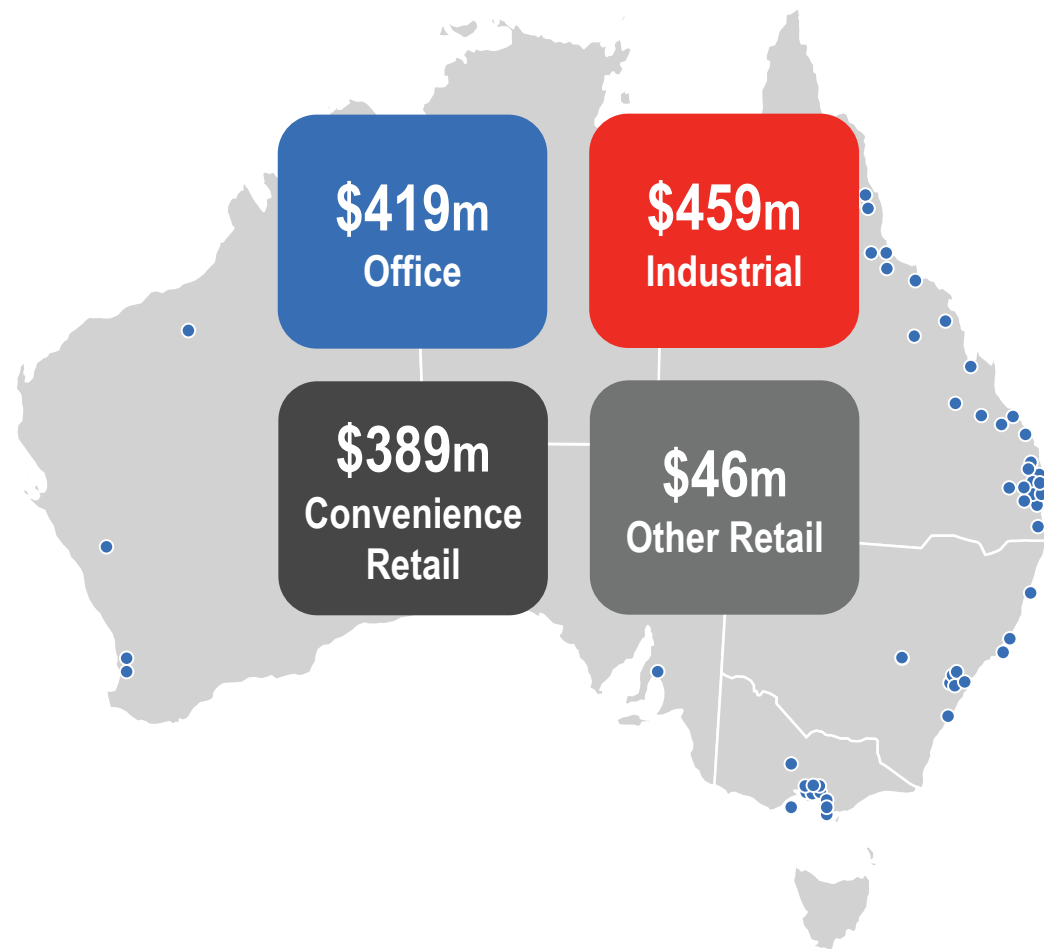 $419m
Office
$459m
Industrial
$389m
Convenience
Retail
$46m
Other Retail